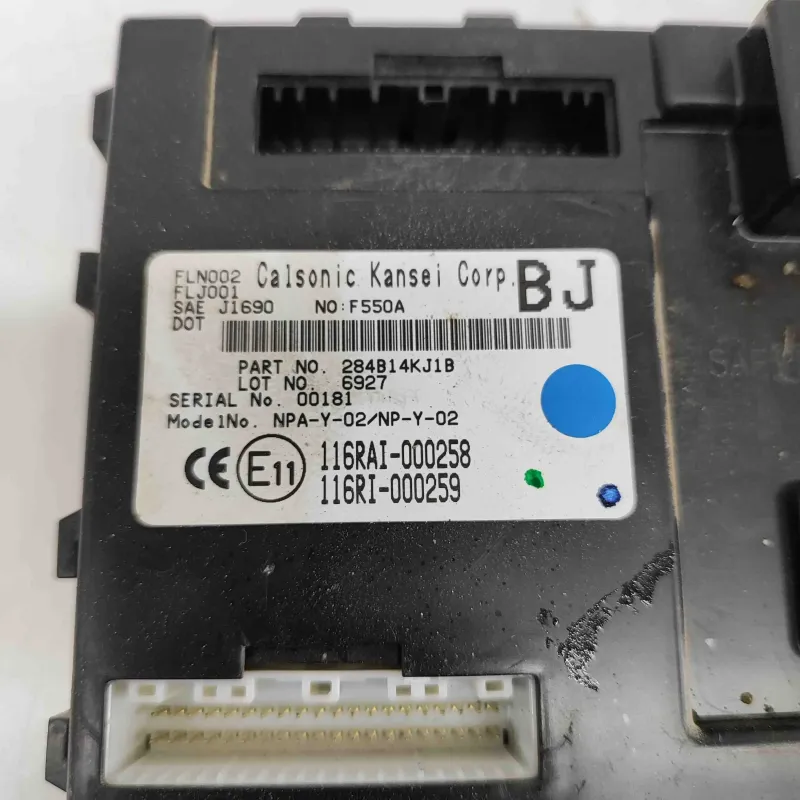 FLN002 Calsonic Kansei Corp. BJ
FLJ001
SAE J1690 NO:F550A
DOT
PART NO. 284B14KJ1B
LOT NO. 6927
SERIAL No. 00181
ModelNo. NPA-Y-02/NP-Y-02
CE E11 116RAI-000258
116RI-000259